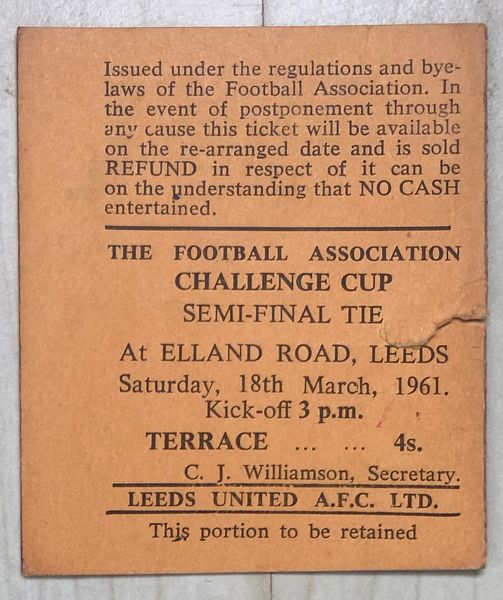 Issued under the regulations and bye-
laws of the Football Association. In
the event of postponement through
any cause this ticket will be available
on the re-arranged date and is sold
REFUND in respect of it can be
on the understanding that NO CASH
entertained.
THE FOOTBALL ASSOCIATION
CHALLENGE CUP
SEMI-FINAL TIE
At ELLAND ROAD, LEEDS
Saturday, 18th March, 1961.
Kick-off 3 p.m.
TERRACE ... ... 4s.
C. J. Williamson, Secretary.
LEEDS UNITED A.F.C. LTD.
This portion to be retained